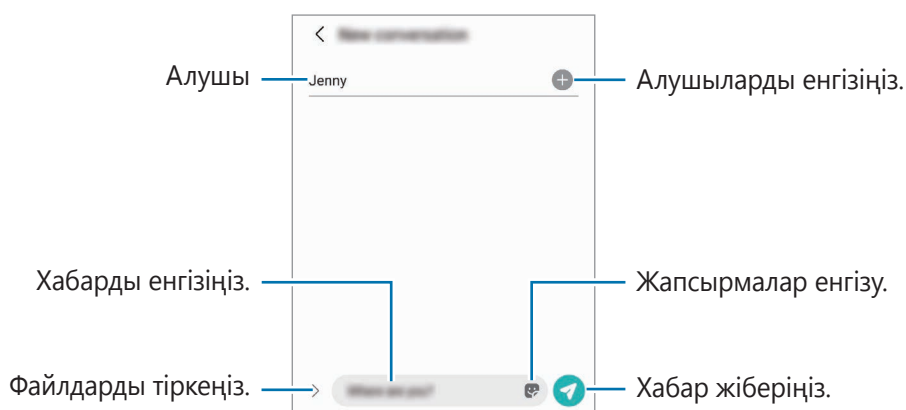 Алушы
Jenny
Алушыларды енгізіңіз.
Хабарды енгізіңіз.
Жапсырмалар енгізу.
Файлдарды тіркеңіз.
Хабар жіберіңіз.